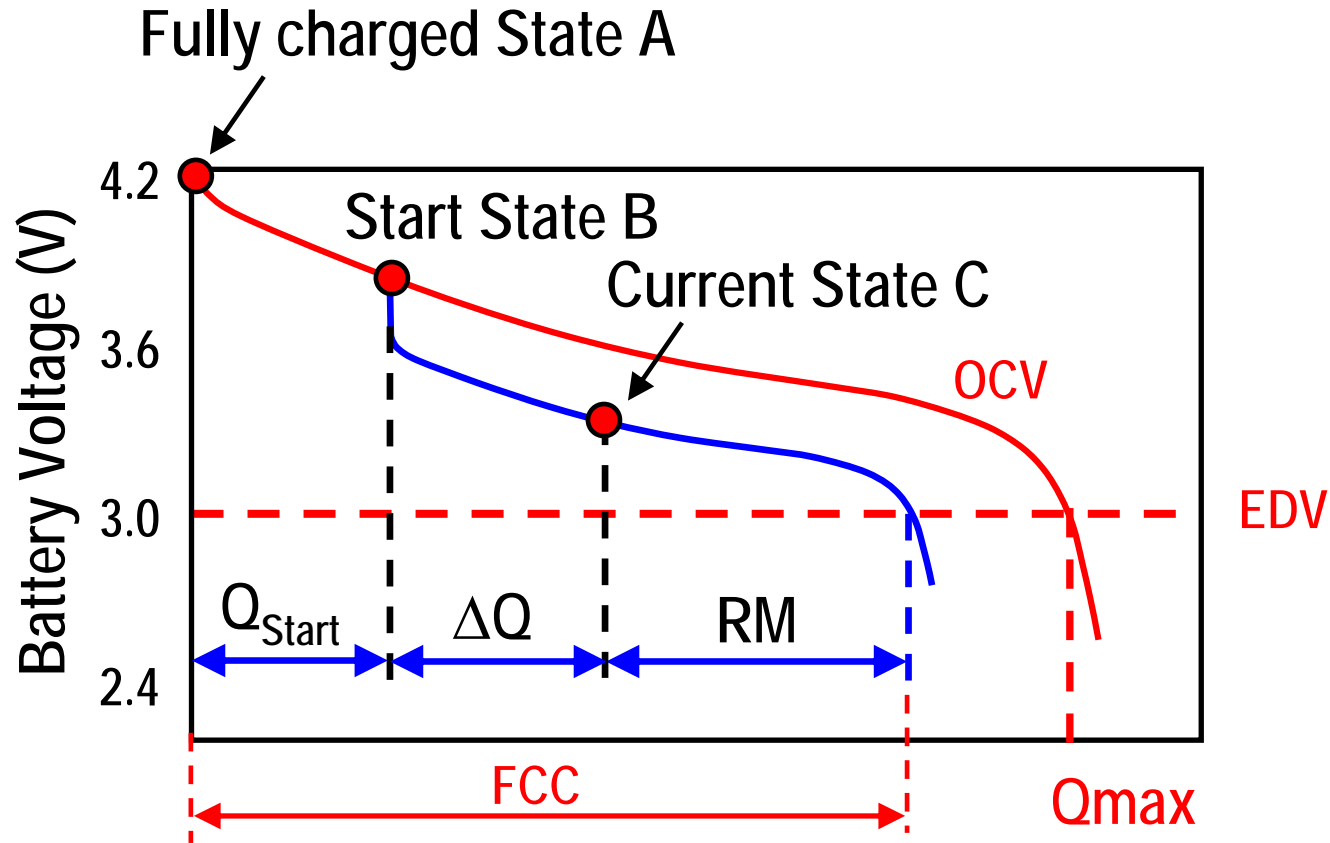 Fully charged State A
4.2
Start State B
Current State C
3.6
OCV
Battery Voltage (V)
3.0
EDV
QStart
ΔQ
RM
2.4
FCC
Qmax